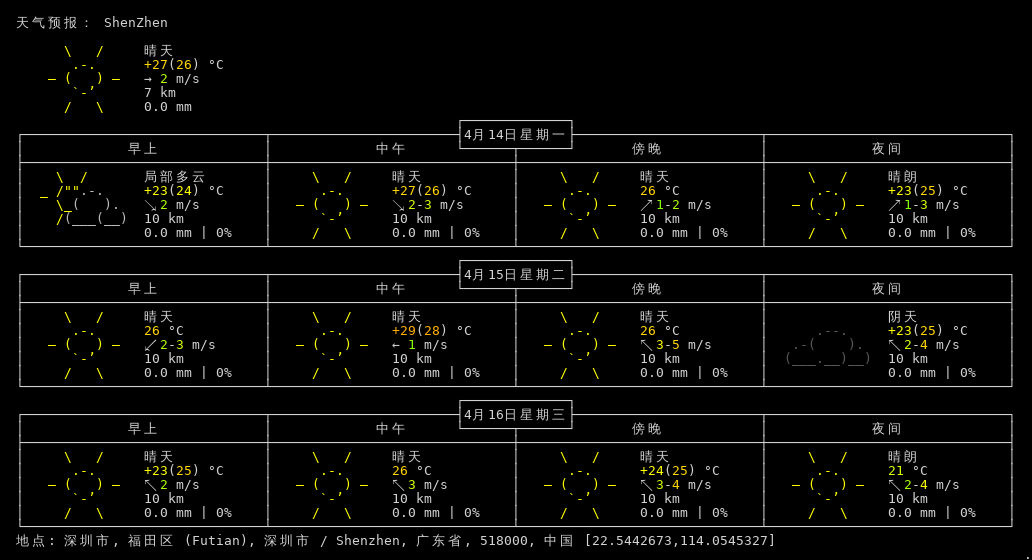 天气预报： ShenZhen
晴天
+27(26) °C
→ 2 m/s
7 km
0.0 mm
4月14日星期一
早上 中午 傍晚 夜间
局部多云 晴天 晴天 晴朗
+23(24) °C +27(26) °C 26 °C +23(25) °C
↘ 2 m/s ↘ 2-3 m/s ↗ 1-2 m/s ↗ 1-3 m/s
10 km 10 km 10 km 10 km
0.0 mm | 0% 0.0 mm | 0% 0.0 mm | 0% 0.0 mm | 0%
4月15日星期二
早上 中午 傍晚 夜间
晴天 晴天 晴天 阴天
26 °C +29(28) °C 26 °C +23(25) °C
↙ 2-3 m/s ← 1 m/s ↖ 3-5 m/s ↖ 2-4 m/s
10 km 10 km 10 km 10 km
0.0 mm | 0% 0.0 mm | 0% 0.0 mm | 0% 0.0 mm | 0%
4月16日星期三
早上 中午 傍晚 夜间
晴天 晴天 晴天 晴朗
+23(25) °C 26 °C +24(25) °C 21 °C
↖ 2 m/s ↖ 3 m/s ↖ 3-4 m/s ↖ 2-4 m/s
10 km 10 km 10 km 10 km
0.0 mm | 0% 0.0 mm | 0% 0.0 mm | 0% 0.0 mm | 0%
地点: 深圳市, 福田区 (Futian), 深圳市 / Shenzhen, 广东省, 518000, 中国 [22.5442673,114.0545327]